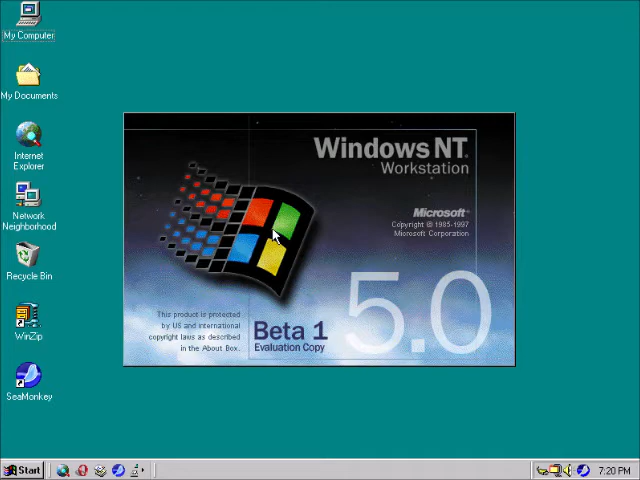 My Computer
My Documents
Internet
Explorer
Network
Neighborhood
Recycle Bin
WinZip
SeaMonkey
Windows NT
Workstation
Microsoft
Copyright © 1985-1997
Microsoft Corporation
5.0
This product is protected
by US and international
copyright laws as described
in the About Box.
Beta 1
Evaluation Copy
Start
7:20 PM